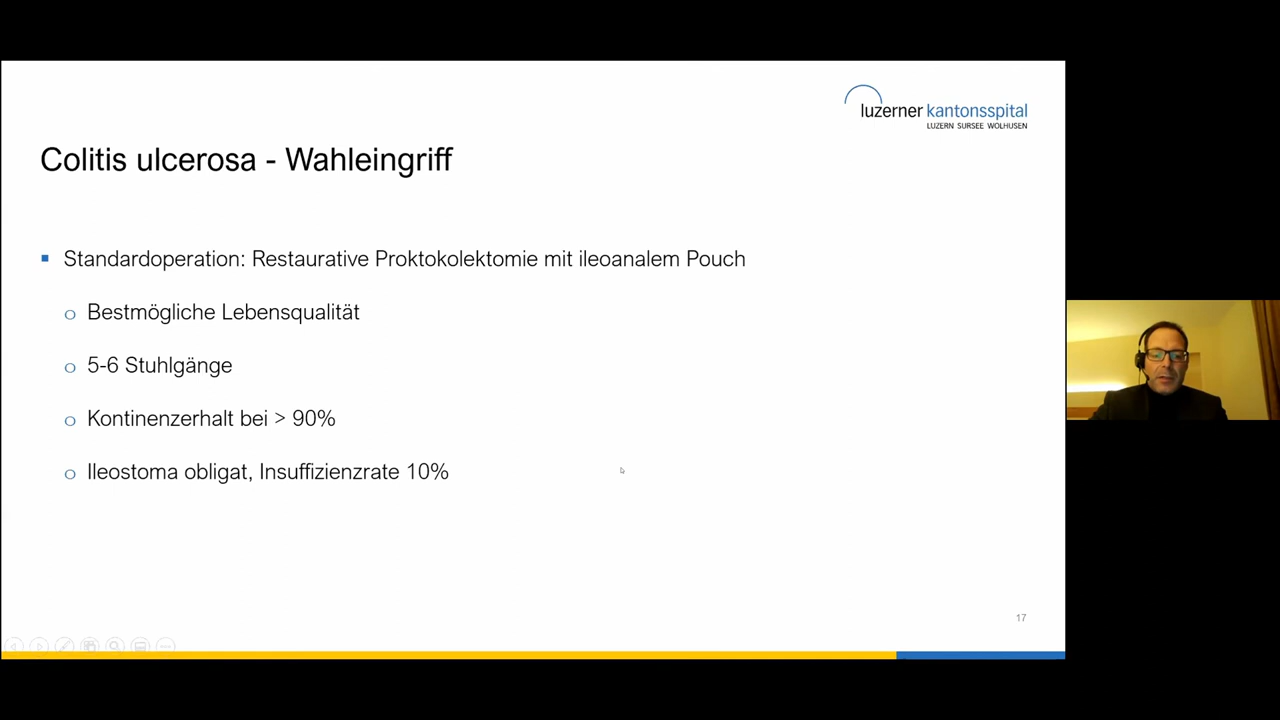 luzerner kantonsspital
LUZERN SURSEE WOLHUSEN
Colitis ulcerosa - Wahleingriff
Standardoperation: Restaurative Proktokolektomie mit ileoanalem Pouch
Bestmögliche Lebensqualität
5-6 Stuhlgänge
Kontinenzerhalt bei > 90%
Ileostoma obligat, Insuffizienzrate 10%
17